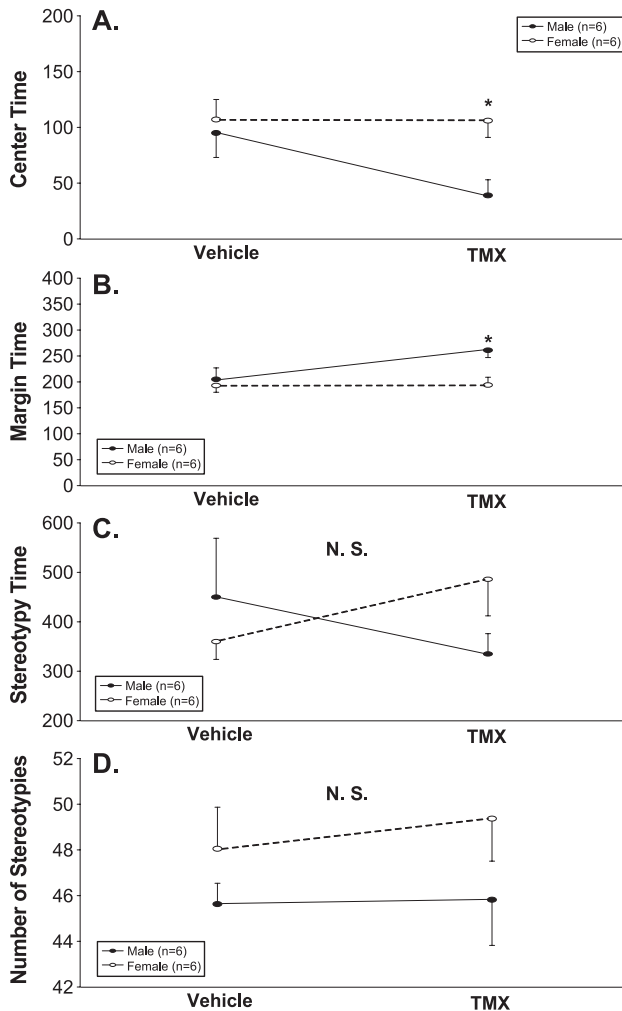 A.
Male (n=6)
Female (n=6)
Center Time
200
150
100
50
0
*
Vehicle TMX
B.
Margin Time
400
350
300
250
200
150
100
50
0
*
Male (n=6)
Female (n=6)
Vehicle TMX
C.
N. S.
Stereotypy Time
600
500
400
300
200
Male (n=6)
Female (n=6)
Vehicle TMX
D.
N. S.
Number of Stereotypies
52
50
48
46
44
42
Male (n=6)
Female (n=6)
Vehicle TMX